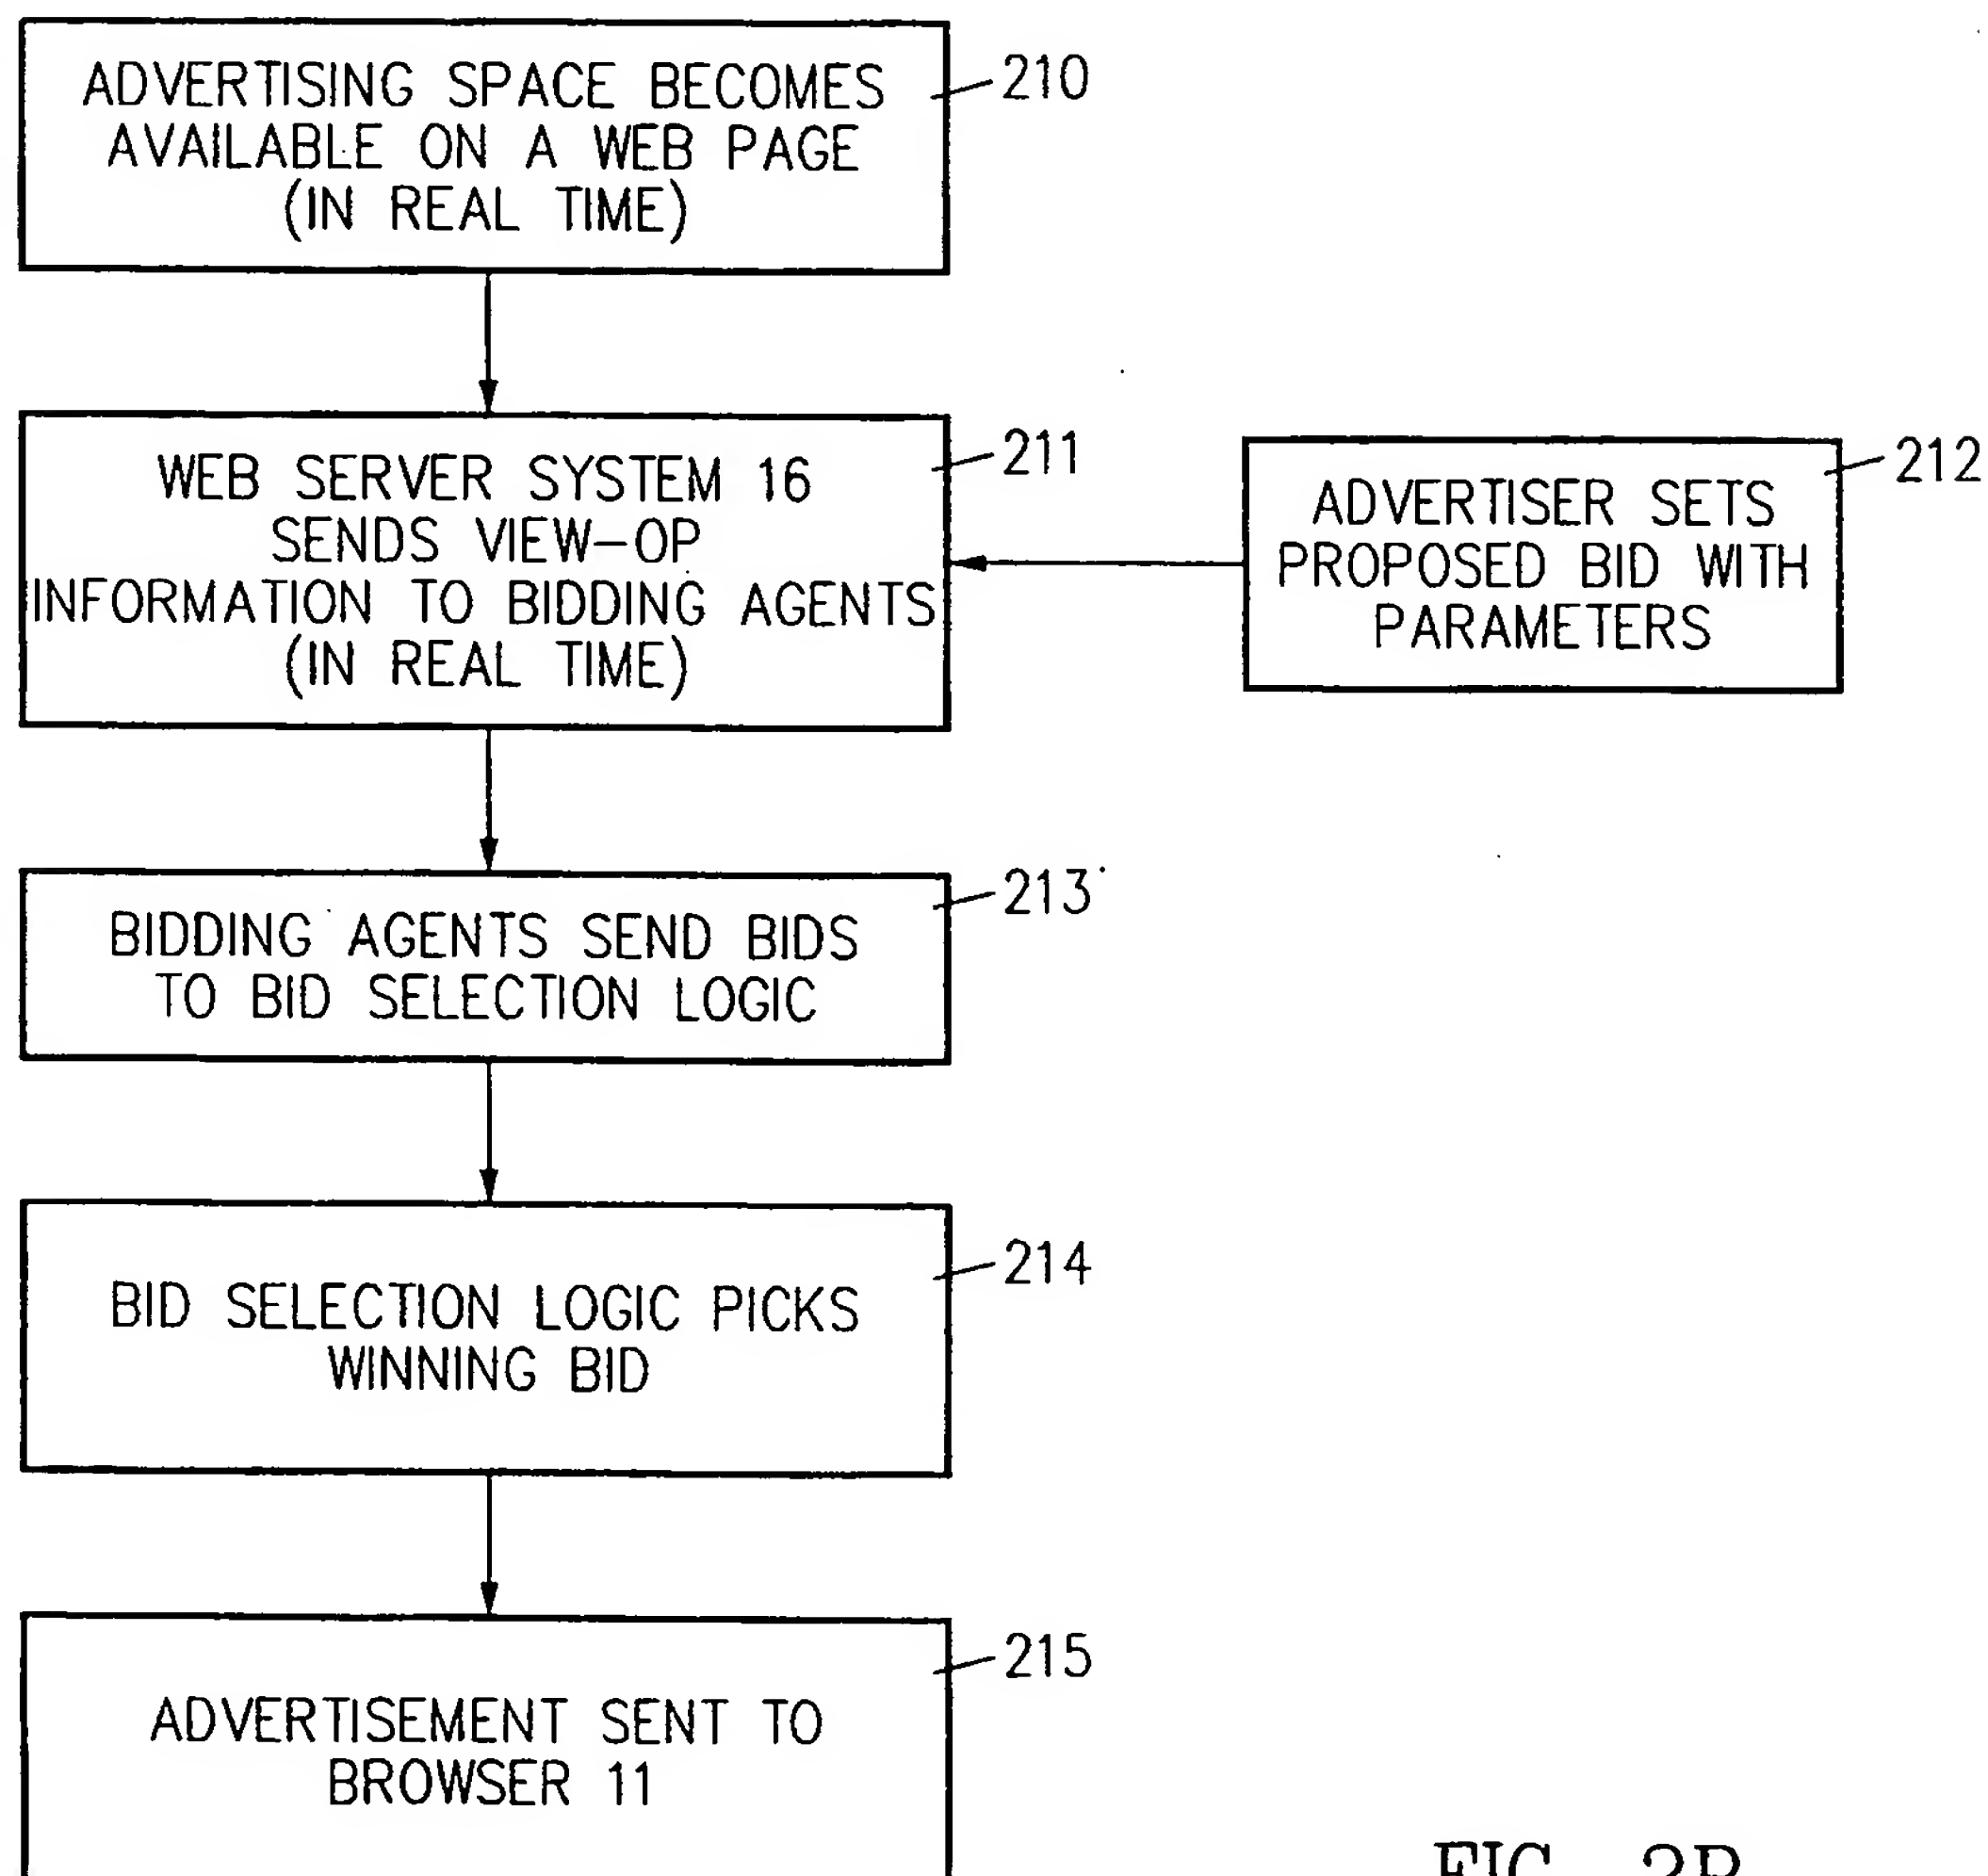 ADVERTISING SPACE BECOMES
AVAILABLE ON A WEB PAGE
(IN REAL TIME)
210
WEB SERVER SYSTEM 16
SENDS VIEW-OP
INFORMATION TO BIDDING AGENTS
(IN REAL TIME)
211
ADVERTISER SETS
PROPOSED BID WITH
PARAMETERS
212
BIDDING AGENTS SEND BIDS
TO BID SELECTION LOGIC
213
BID SELECTION LOGIC PICKS
WINNING BID
214
ADVERTISEMENT SENT TO
BROWSER 11
215
FIG. 2B